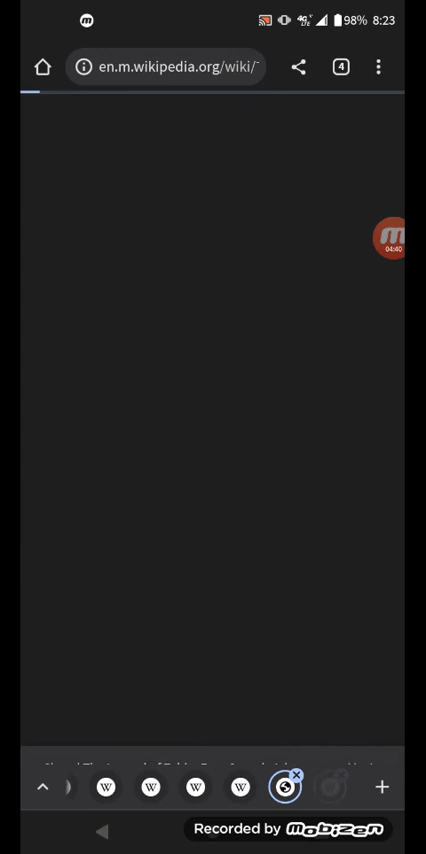 98% 8:23
en.m.wikipedia.org/wiki/
4
04:40
W W W W
Recorded by mobizen